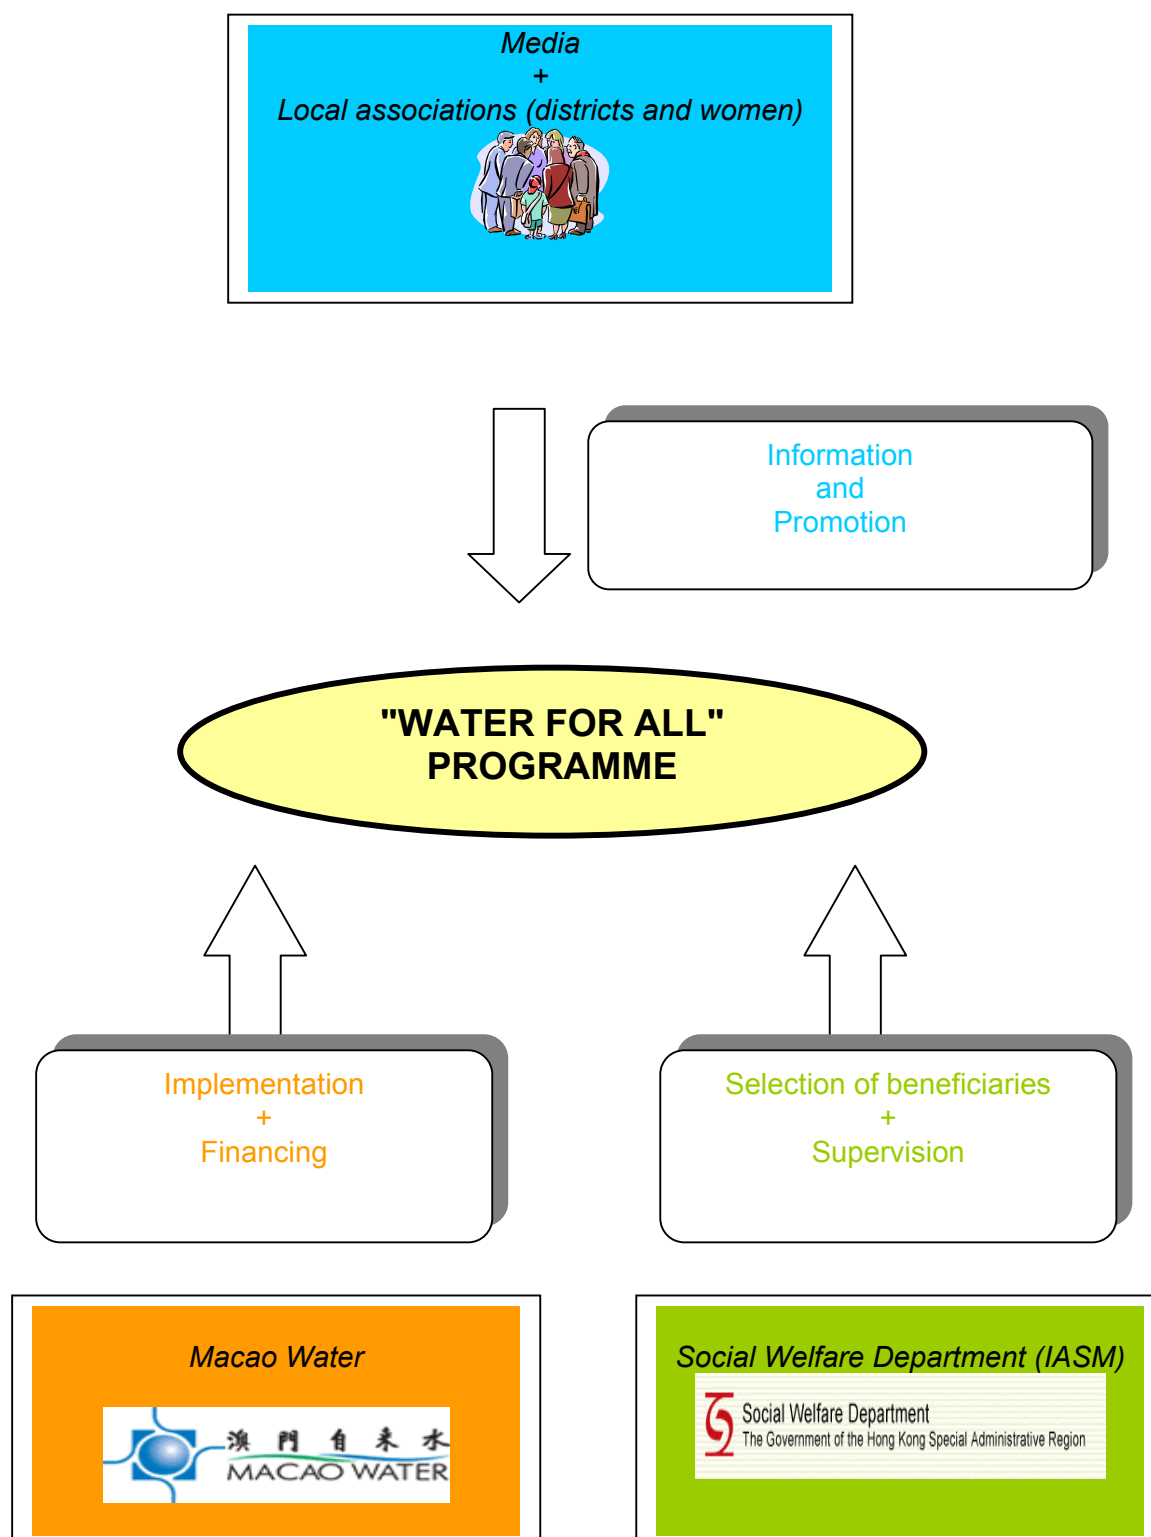 Media
+
Local associations (districts and women)
Information
and
Promotion
"WATER FOR ALL"
PROGRAMME
Implementation
+
Financing
Selection of beneficiaries
+
Supervision
Macao Water
澳門自来水
MACAO WATER
Social Welfare Department (IASM)
Social Welfare Department
The Government of the Hong Kong Special Administrative Region